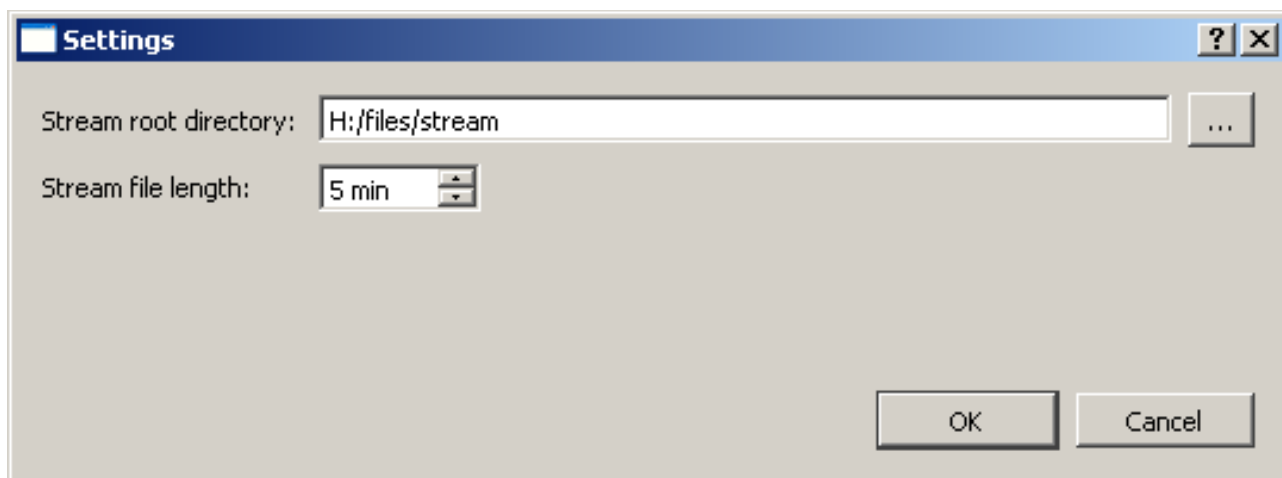 Settings
Stream root directory: H:/files/stream ...
Stream file length: 5 min
OK Cancel